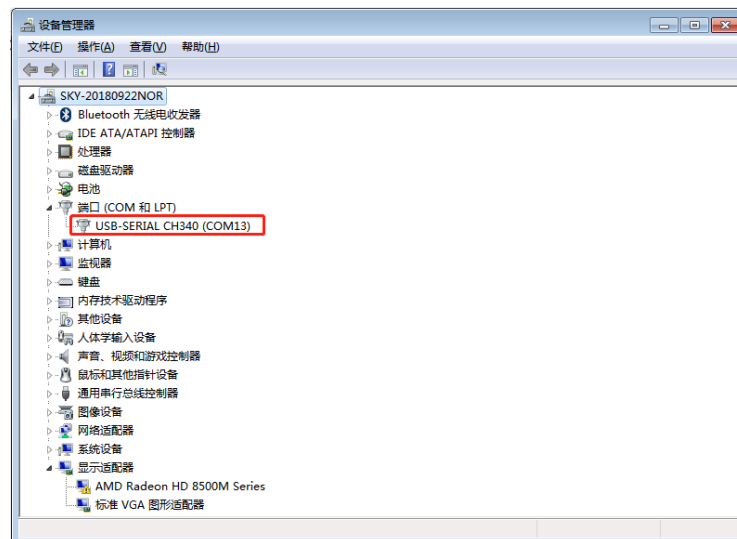 设备管理器
文件(F) 操作(A) 查看(V) 帮助(H)
SKY-20180922NOR
Bluetooth 无线电收发器
IDE ATA/ATAPI 控制器
处理器
磁盘驱动器
电池
端口 (COM 和 LPT)
USB-SERIAL CH340 (COM13)
计算机
监视器
键盘
内存技术驱动程序
其他设备
人体学输入设备
声音、视频和游戏控制器
鼠标和其他指针设备
通用串行总线控制器
图像设备
网络适配器
系统设备
显示适配器
AMD Radeon HD 8500M Series
标准 VGA 图形适配器